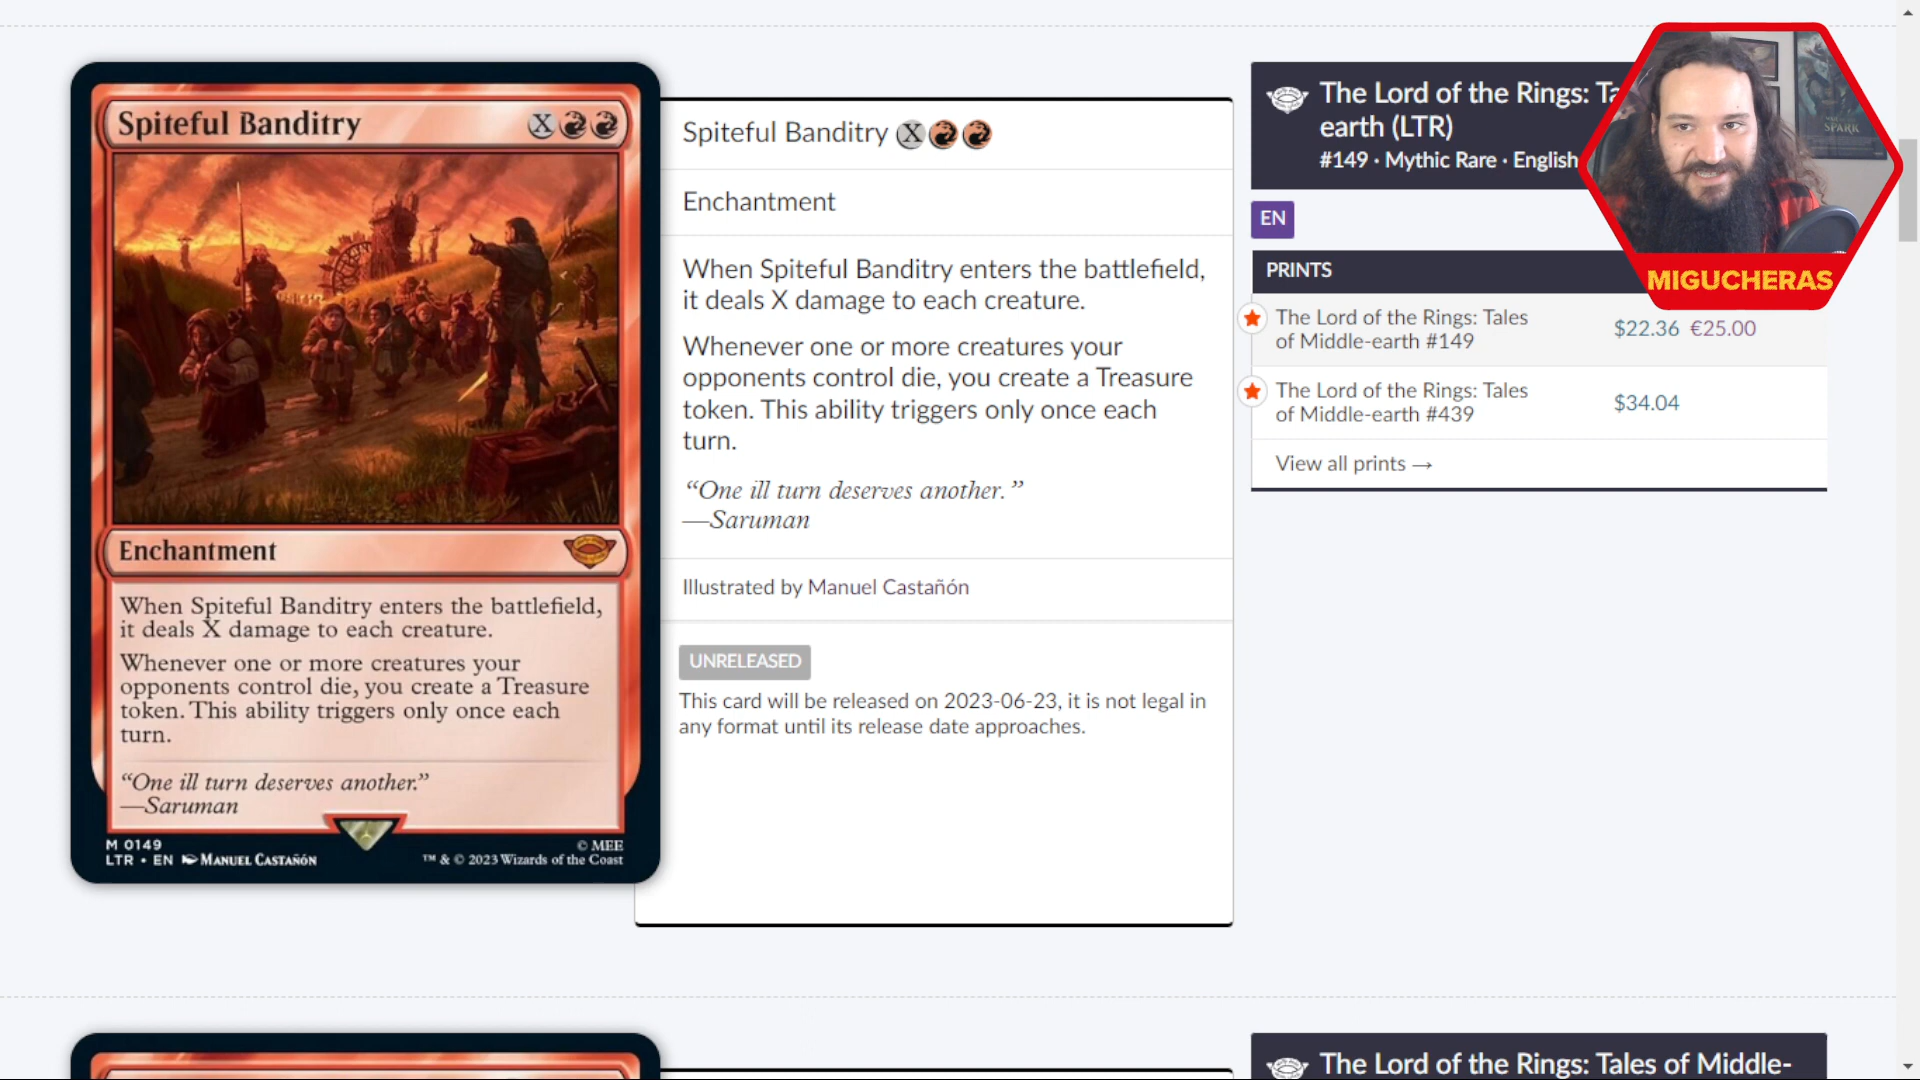 Spiteful Banditry X
Enchantment
When Spiteful Banditry enters the battlefield,
it deals X damage to each creature.
Whenever one or more creatures your
opponents control die, you create a Treasure
token. This ability triggers only once each
turn.
“One ill turn deserves another.”
—Saruman
M 0149
LTR • EN MANUEL CASTAÑÓN
© MEE
™ & © 2023 Wizards of the Coast
Spiteful Banditry X
Enchantment
When Spiteful Banditry enters the battlefield,
it deals X damage to each creature.
Whenever one or more creatures your
opponents control die, you create a Treasure
token. This ability triggers only once each
turn.
“One ill turn deserves another.”
—Saruman
Illustrated by Manuel Castañón
UNRELEASED
This card will be released on 2023-06-23, it is not legal in
any format until its release date approaches.
The Lord of the Rings:
earth (LTR)
#149 · Mythic Rare · English
EN
PRINTS
The Lord of the Rings: Tales
of Middle-earth #149
$22.36 €25.00
The Lord of the Rings: Tales
of Middle-earth #439
$34.04
View all prints →
SPARK
MIGUCHERAS
The Lord of the Rings: Tales of Middle-